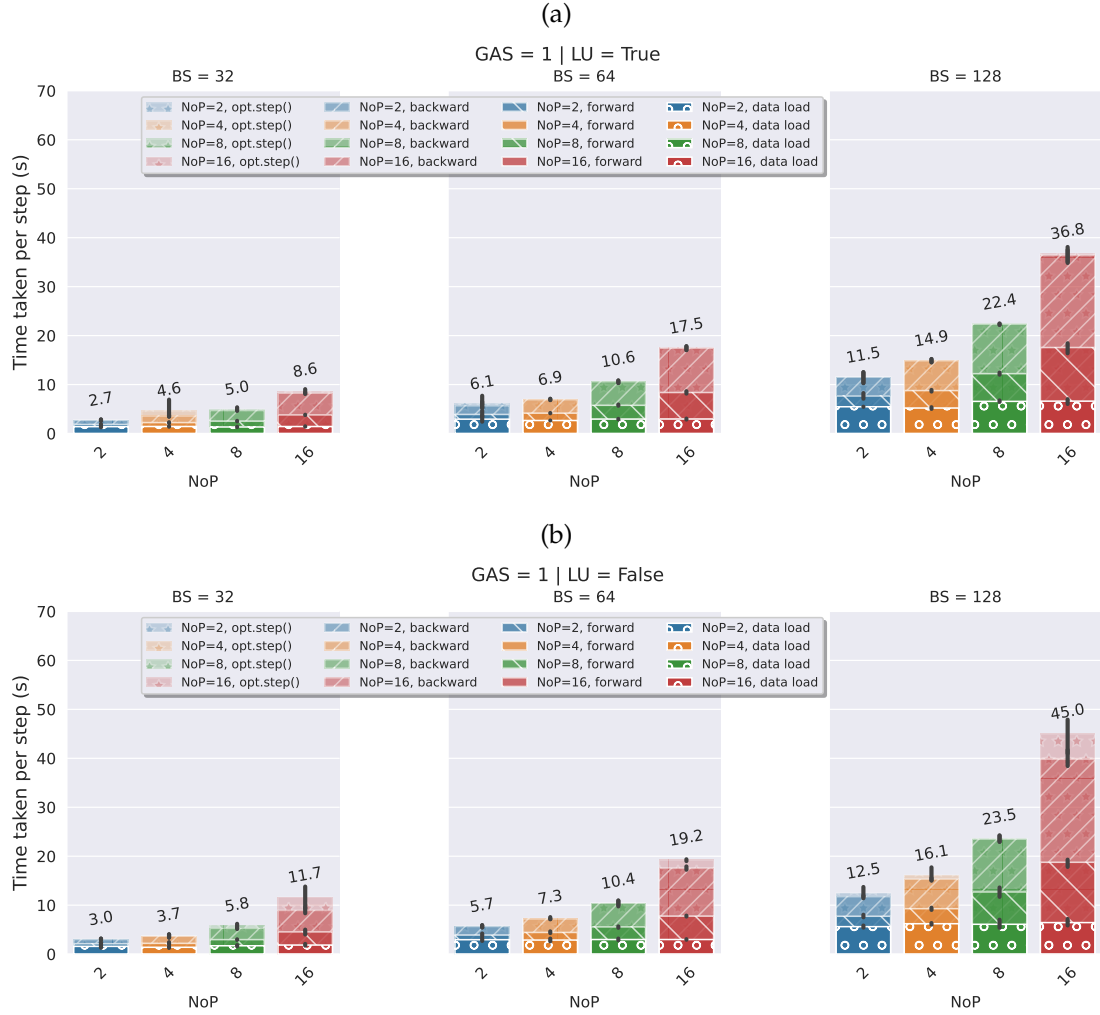 (a)
GAS = 1 | LU = True
BS = 32 BS = 64 BS = 128
NoP=2, opt.step() NoP=2, backward NoP=2, forward NoP=2, data load
NoP=4, opt.step() NoP=4, backward NoP=4, forward NoP=4, data load
NoP=8, opt.step() NoP=8, backward NoP=8, forward NoP=8, data load
NoP=16, opt.step() NoP=16, backward NoP=16, forward NoP=16, data load
Time taken per step (s)
70
60
50
40
30
20
10
0
2.7 4.6 5.0 8.6
6.1 6.9 10.6 17.5
11.5 14.9 22.4 36.8
2 4 8 16 2 4 8 16 2 4 8 16
NoP NoP NoP
(b)
GAS = 1 | LU = False
BS = 32 BS = 64 BS = 128
NoP=2, opt.step() NoP=2, backward NoP=2, forward NoP=2, data load
NoP=4, opt.step() NoP=4, backward NoP=4, forward NoP=4, data load
NoP=8, opt.step() NoP=8, backward NoP=8, forward NoP=8, data load
NoP=16, opt.step() NoP=16, backward NoP=16, forward NoP=16, data load
Time taken per step (s)
70
60
50
40
30
20
10
0
3.0 3.7 5.8 11.7
5.7 7.3 10.4 19.2
12.5 16.1 23.5 45.0
2 4 8 16 2 4 8 16 2 4 8 16
NoP NoP NoP